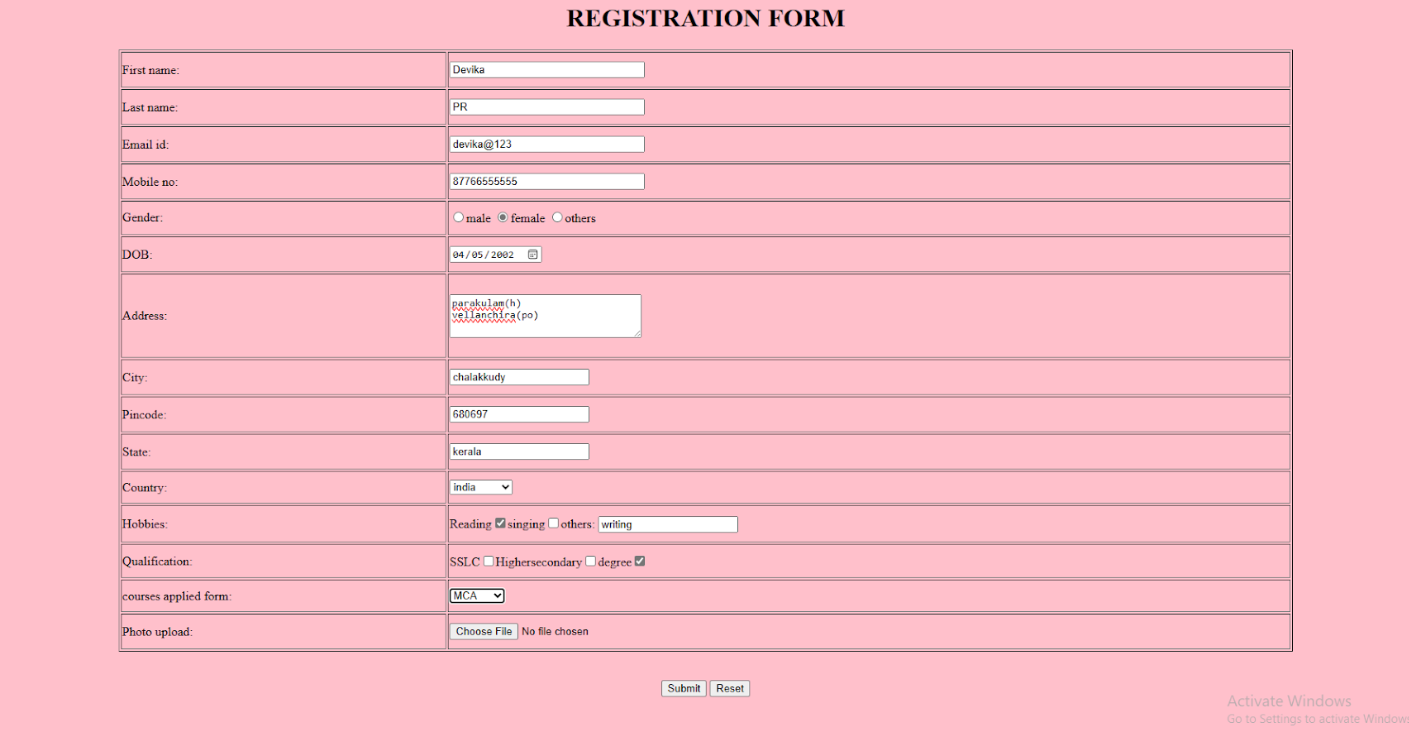 REGISTRATION FORM
First name: Devika
Last name: PR
Email id: devika@123
Mobile no: 87766555555
Gender: male female others
DOB: 04/05/2002
Address: parakulam(h)
vellanchira(po)
City: chalakkudy
Pincode: 680697
State: kerala
Country: india
Hobbies: Reading singing others: writing
Qualification: SSLC Highersecondary degree
courses applied form: MCA
Photo upload: Choose File No file chosen
Submit Reset
Activate Windows
Go to Settings to activate Windows